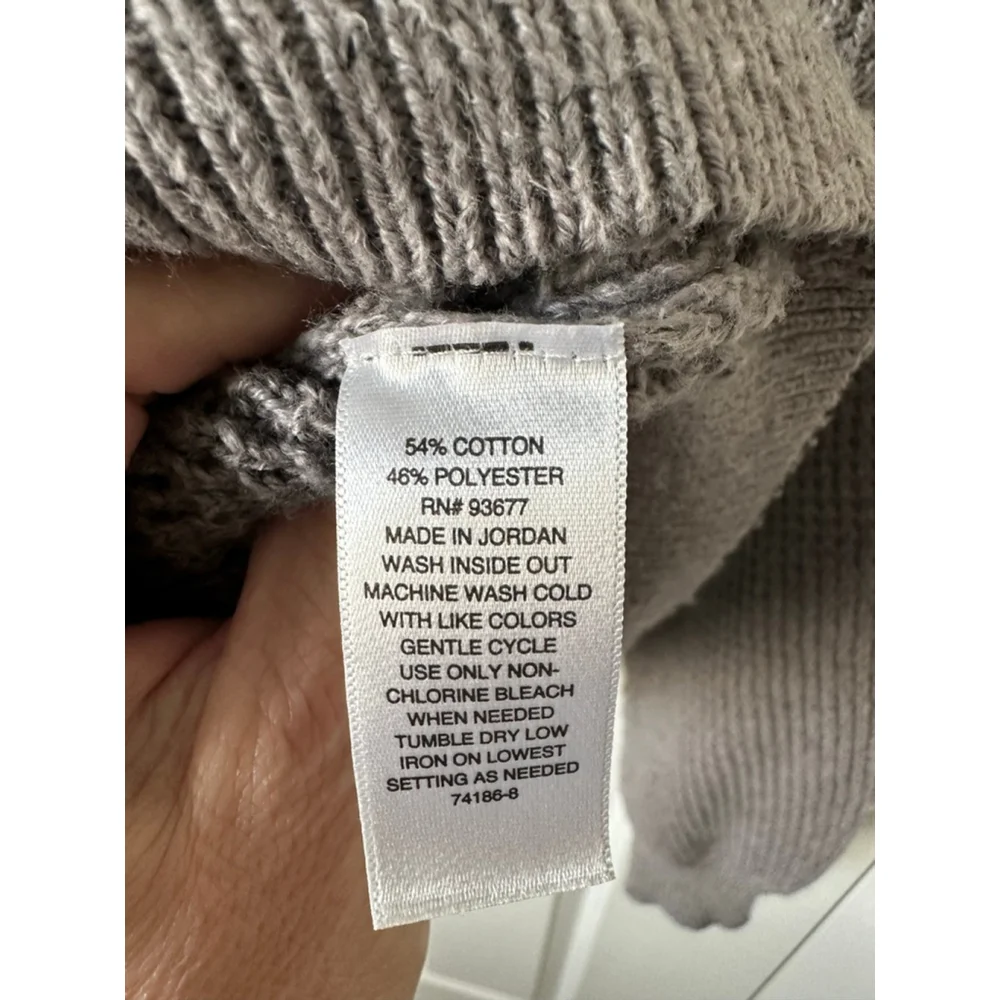 54% COTTON
46% POLYESTER
RN# 93677
MADE IN JORDAN
WASH INSIDE OUT
MACHINE WASH COLD
WITH LIKE COLORS
GENTLE CYCLE
USE ONLY NON-
CHLORINE BLEACH
WHEN NEEDED
TUMBLE DRY LOW
IRON ON LOWEST
SETTING AS NEEDED
74186-8